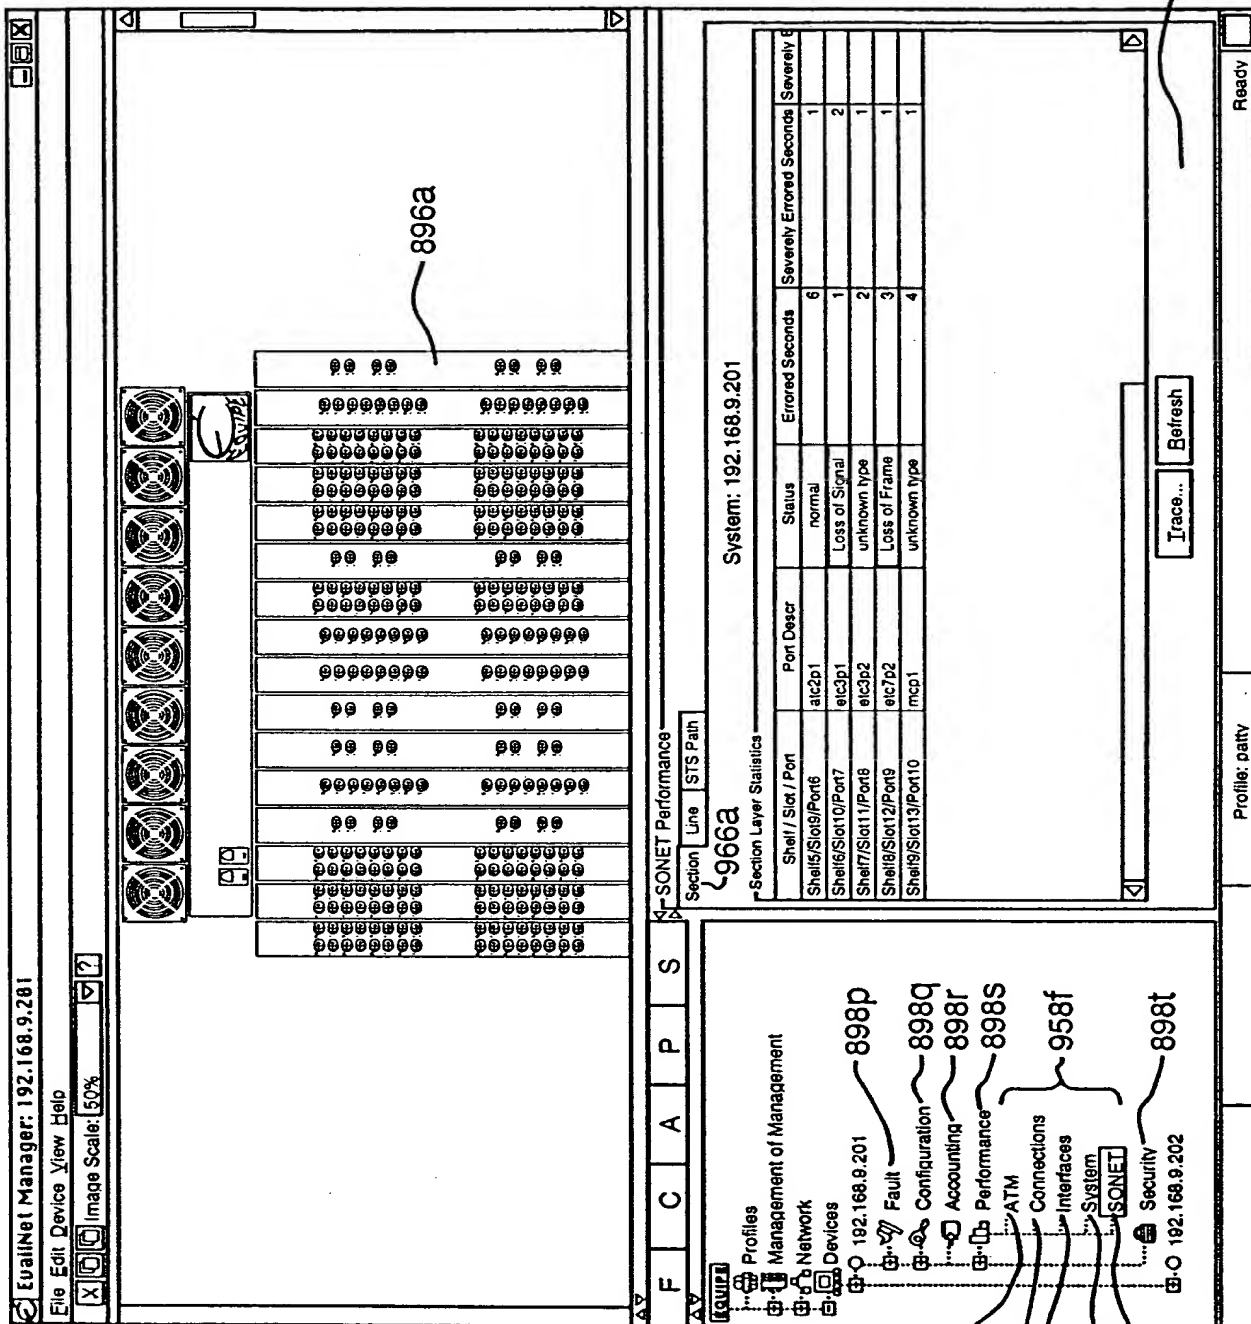 EualiNet Manager: 192.168.9.281
File Edit Device View Help
X Image Scale: 50% ?
896a
F C A P S
EQUIPE
Profiles
Management of Management
Network
Devices
192.168.9.201
Fault
Configuration
Accounting
Performance
ATM
Connections
Interfaces
System
SONET
Security
192.168.9.202
898p
898q
898r
898s
958f
898t
SONET Performance
Section Line STS Path
966a
System: 192.168.9.201
Section Layer Statistics
Shelf / Slot / Port Port Descr Status Errored Seconds Severely Errored Seconds Severely E
Shelf5/Slot9/Port6 atc2p1 normal 6 1
Shelf6/Slot10/Port7 etc3p1 Loss of Signal 1 2
Shelf7/Slot11/Port8 etc3p2 unknown type 2 1
Shelf8/Slot12/Port9 etc7p2 Loss of Frame 3 1
Shelf9/Slot13/Port10 mcp1 unknown type 4 1
Trace... Refresh
Profile: patty
Ready